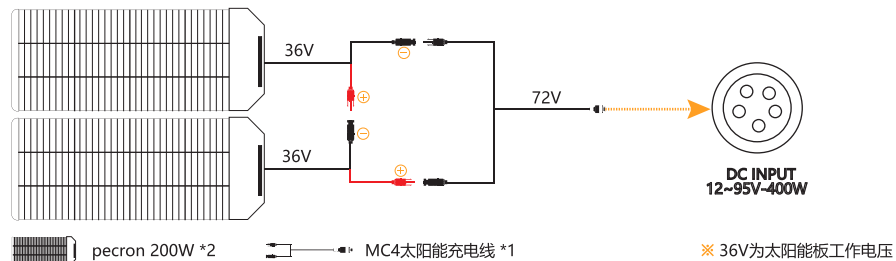 36V
72V
36V
DC INPUT
12~95V-400W
pecron 200W *2
MC4太阳能充电线 *1
※ 36V为太阳能板工作电压